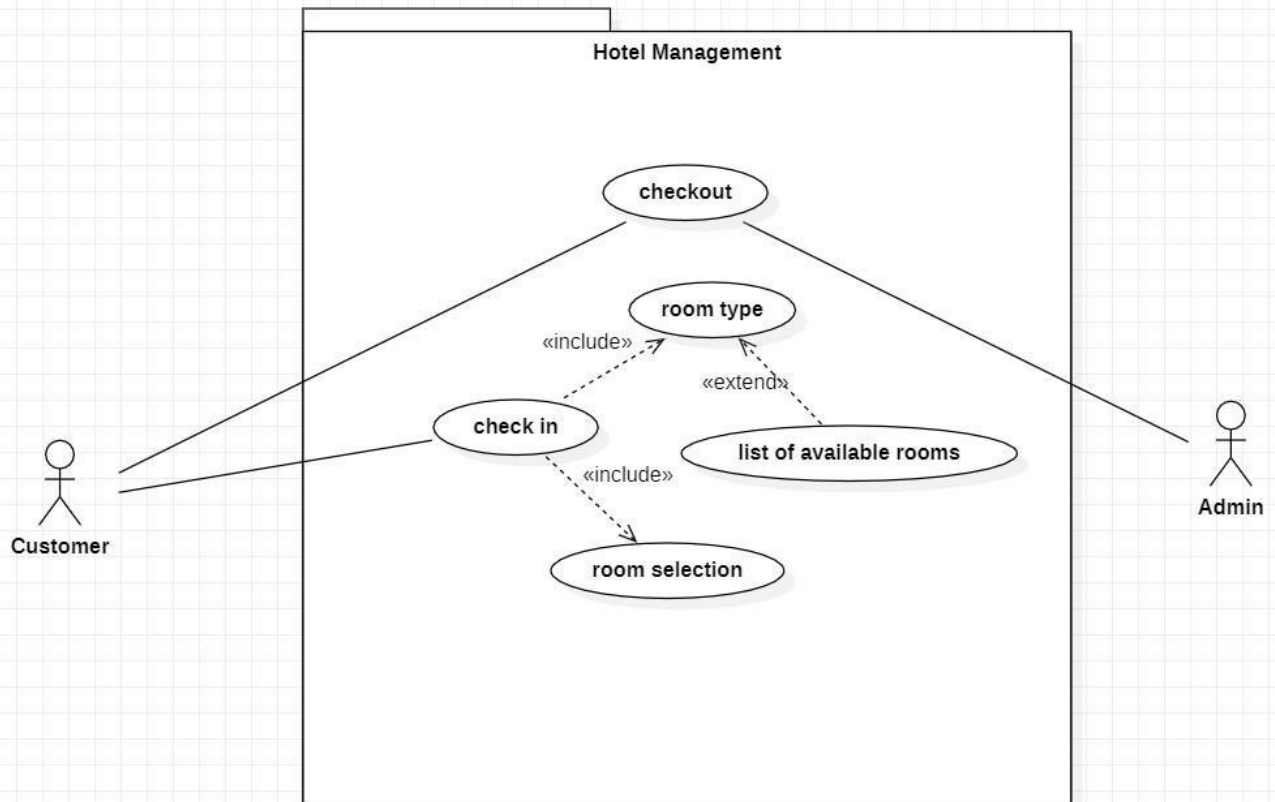 Hotel Management
checkout
room type
«include»
«extend»
check in
list of available rooms
«include»
Customer
Admin
room selection